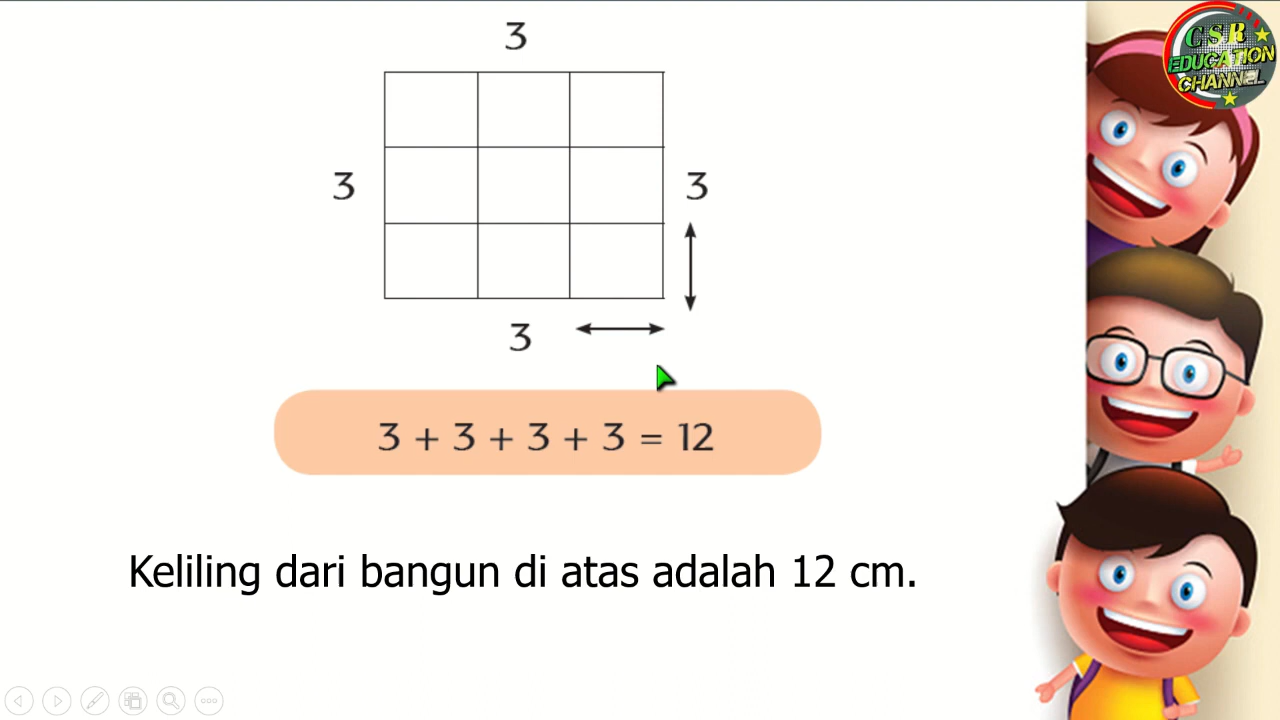 3
3
3
3
3 + 3 + 3 + 3 = 12
Keliling dari bangun di atas adalah 12 cm.
CSR
EDUCATION
CHANNEL